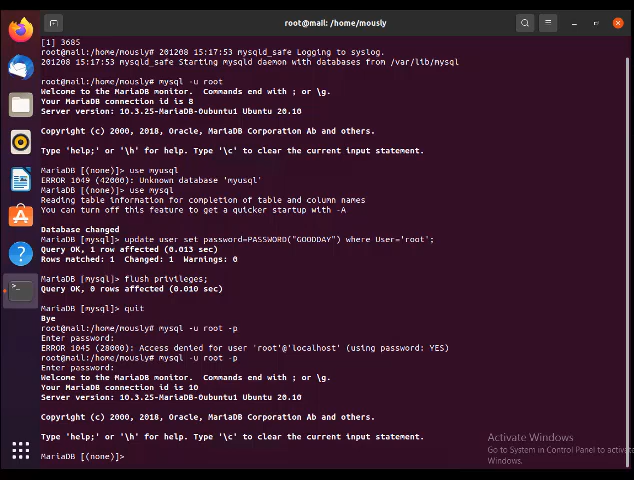 root@mail: /home/mously
[1] 3685
root@mail:/home/mously# 201208 15:17:53 mysqld_safe Logging to syslog.
201208 15:17:53 mysqld_safe Starting mysqld daemon with databases from /var/lib/mysql
root@mail:/home/mously# mysql -u root
Welcome to the MariaDB monitor.  Commands end with ; or \g.
Your MariaDB connection id is 8
Server version: 10.3.25-MariaDB-0ubuntu1 Ubuntu 20.10
Copyright (c) 2000, 2018, Oracle, MariaDB Corporation Ab and others.
Type 'help;' or '\h' for help. Type '\c' to clear the current input statement.
MariaDB [(none)]> use myusql
ERROR 1049 (42000): Unknown database 'myusql'
MariaDB [(none)]> use mysql
Reading table information for completion of table and column names
You can turn off this feature to get a quicker startup with -A
Database changed
MariaDB [mysql]> update user set password=PASSWORD("GOODDAY") where User='root';
Query OK, 1 row affected (0.013 sec)
Rows matched: 1  Changed: 1  Warnings: 0
MariaDB [mysql]> flush privileges;
Query OK, 0 rows affected (0.010 sec)
MariaDB [mysql]> quit
Bye
root@mail:/home/mously# mysql -u root -p
Enter password:
ERROR 1045 (28000): Access denied for user 'root'@'localhost' (using password: YES)
root@mail:/home/mously# mysql -u root -p
Enter password:
Welcome to the MariaDB monitor.  Commands end with ; or \g.
Your MariaDB connection id is 10
Server version: 10.3.25-MariaDB-0ubuntu1 Ubuntu 20.10
Copyright (c) 2000, 2018, Oracle, MariaDB Corporation Ab and others.
Type 'help;' or '\h' for help. Type '\c' to clear the current input statement.
MariaDB [(none)]>
Activate Windows
Go to System in Control Panel to activate
Windows.